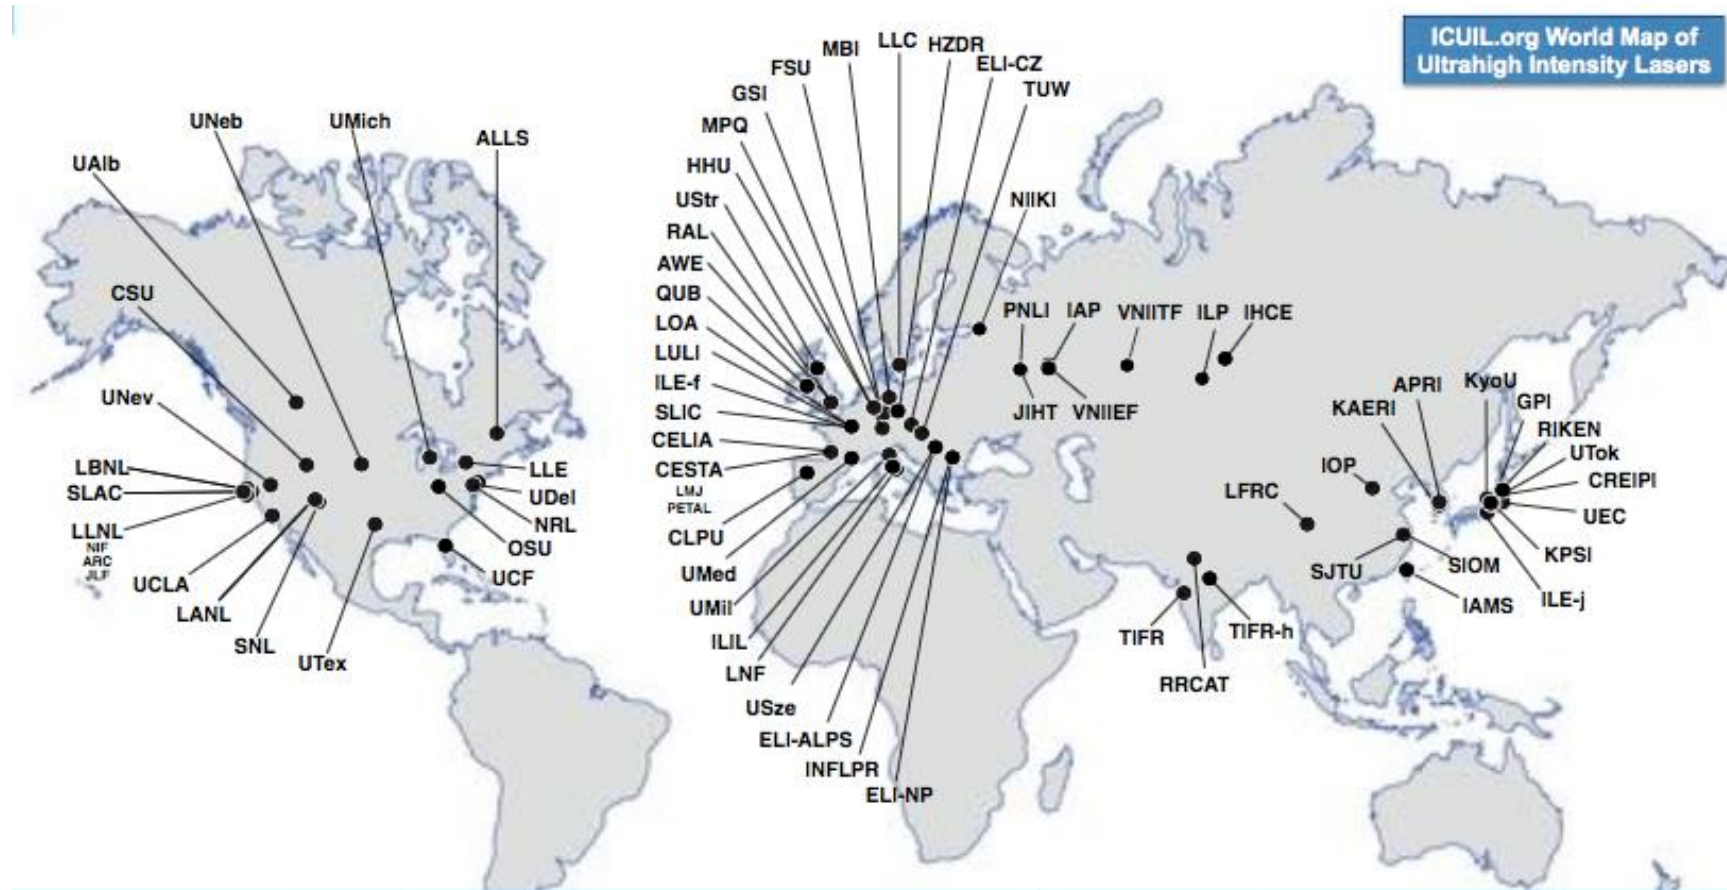 ICUIL.org World Map of
Ultrahigh Intensity Lasers
UAlb
UNeb
UMich
ALLS
CSU
UNev
LBNL
SLAC
LLNL
NIF
ARC
JLF
UCLA
LANL
SNL
UTex
LLE
UDel
NRL
OSU
UCF
LLC
HZDR
MBI
ELI-CZ
FSU
TUW
GSI
MPQ
HHU
UStr
NIIKI
RAL
AWE
QUB
LOA
LULI
ILE-f
SLIC
CELIA
CESTA
LMJ
PETAL
CLPU
UMed
UMil
ILIL
LNF
USze
ELI-ALPS
INFLPR
ELI-NP
PNLI
IAP
VNIITF
ILP
IHCE
JIHT
VNIIEF
KyoU
APRI
GPI
KAERI
RIKEN
UTok
IOP
CREIPI
LFRC
UEC
KPSI
SJTU
SIOM
ILE-j
IAMS
TIFR
TIFR-h
RRCAT